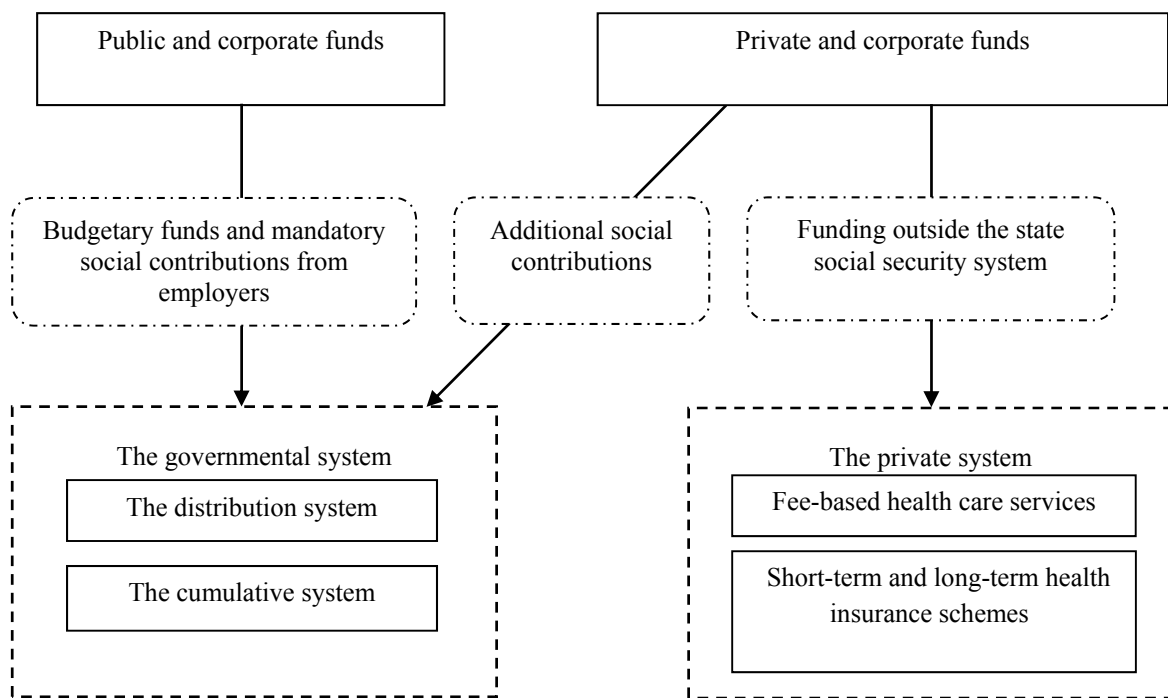 Public and corporate funds
Private and corporate funds
Budgetary funds and mandatory
social contributions from
employers
Additional social
contributions
Funding outside the state
social security system
The governmental system
The distribution system
The cumulative system
The private system
Fee-based health care services
Short-term and long-term health
insurance schemes